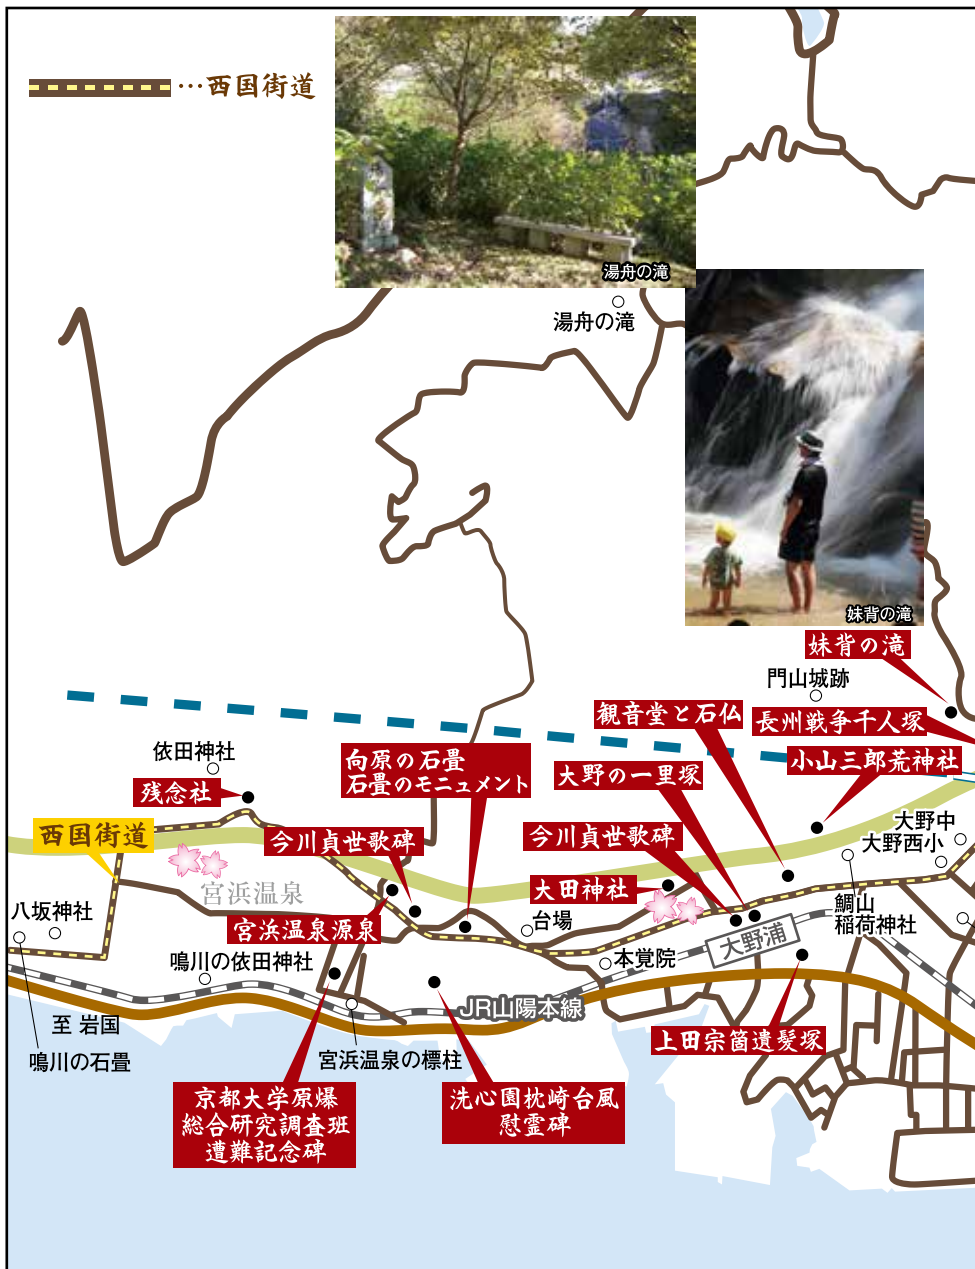 …西国街道
湯舟の滝
湯舟の滝
妹背の滝
妹背の滝
門山城跡
長州戦争千人塚
観音堂と石仏
小山三郎荒神社
大野の一里塚
依田神社
残念社
向原の石畳
石畳のモニュメント
西国街道
今川貞世歌碑
今川貞世歌碑
大野中
大野西小
大田神社
宮浜温泉
八坂神社
宮浜温泉源泉
台場
鯛山
稲荷神社
大野浦
本覚院
鳴川の依田神社
JR山陽本線
至 岩国
鳴川の石畳
宮浜温泉の標柱
上田宗箇遺髪塚
京都大学原爆
総合研究調査班
遭難記念碑
洗心園枕崎台風
慰霊碑